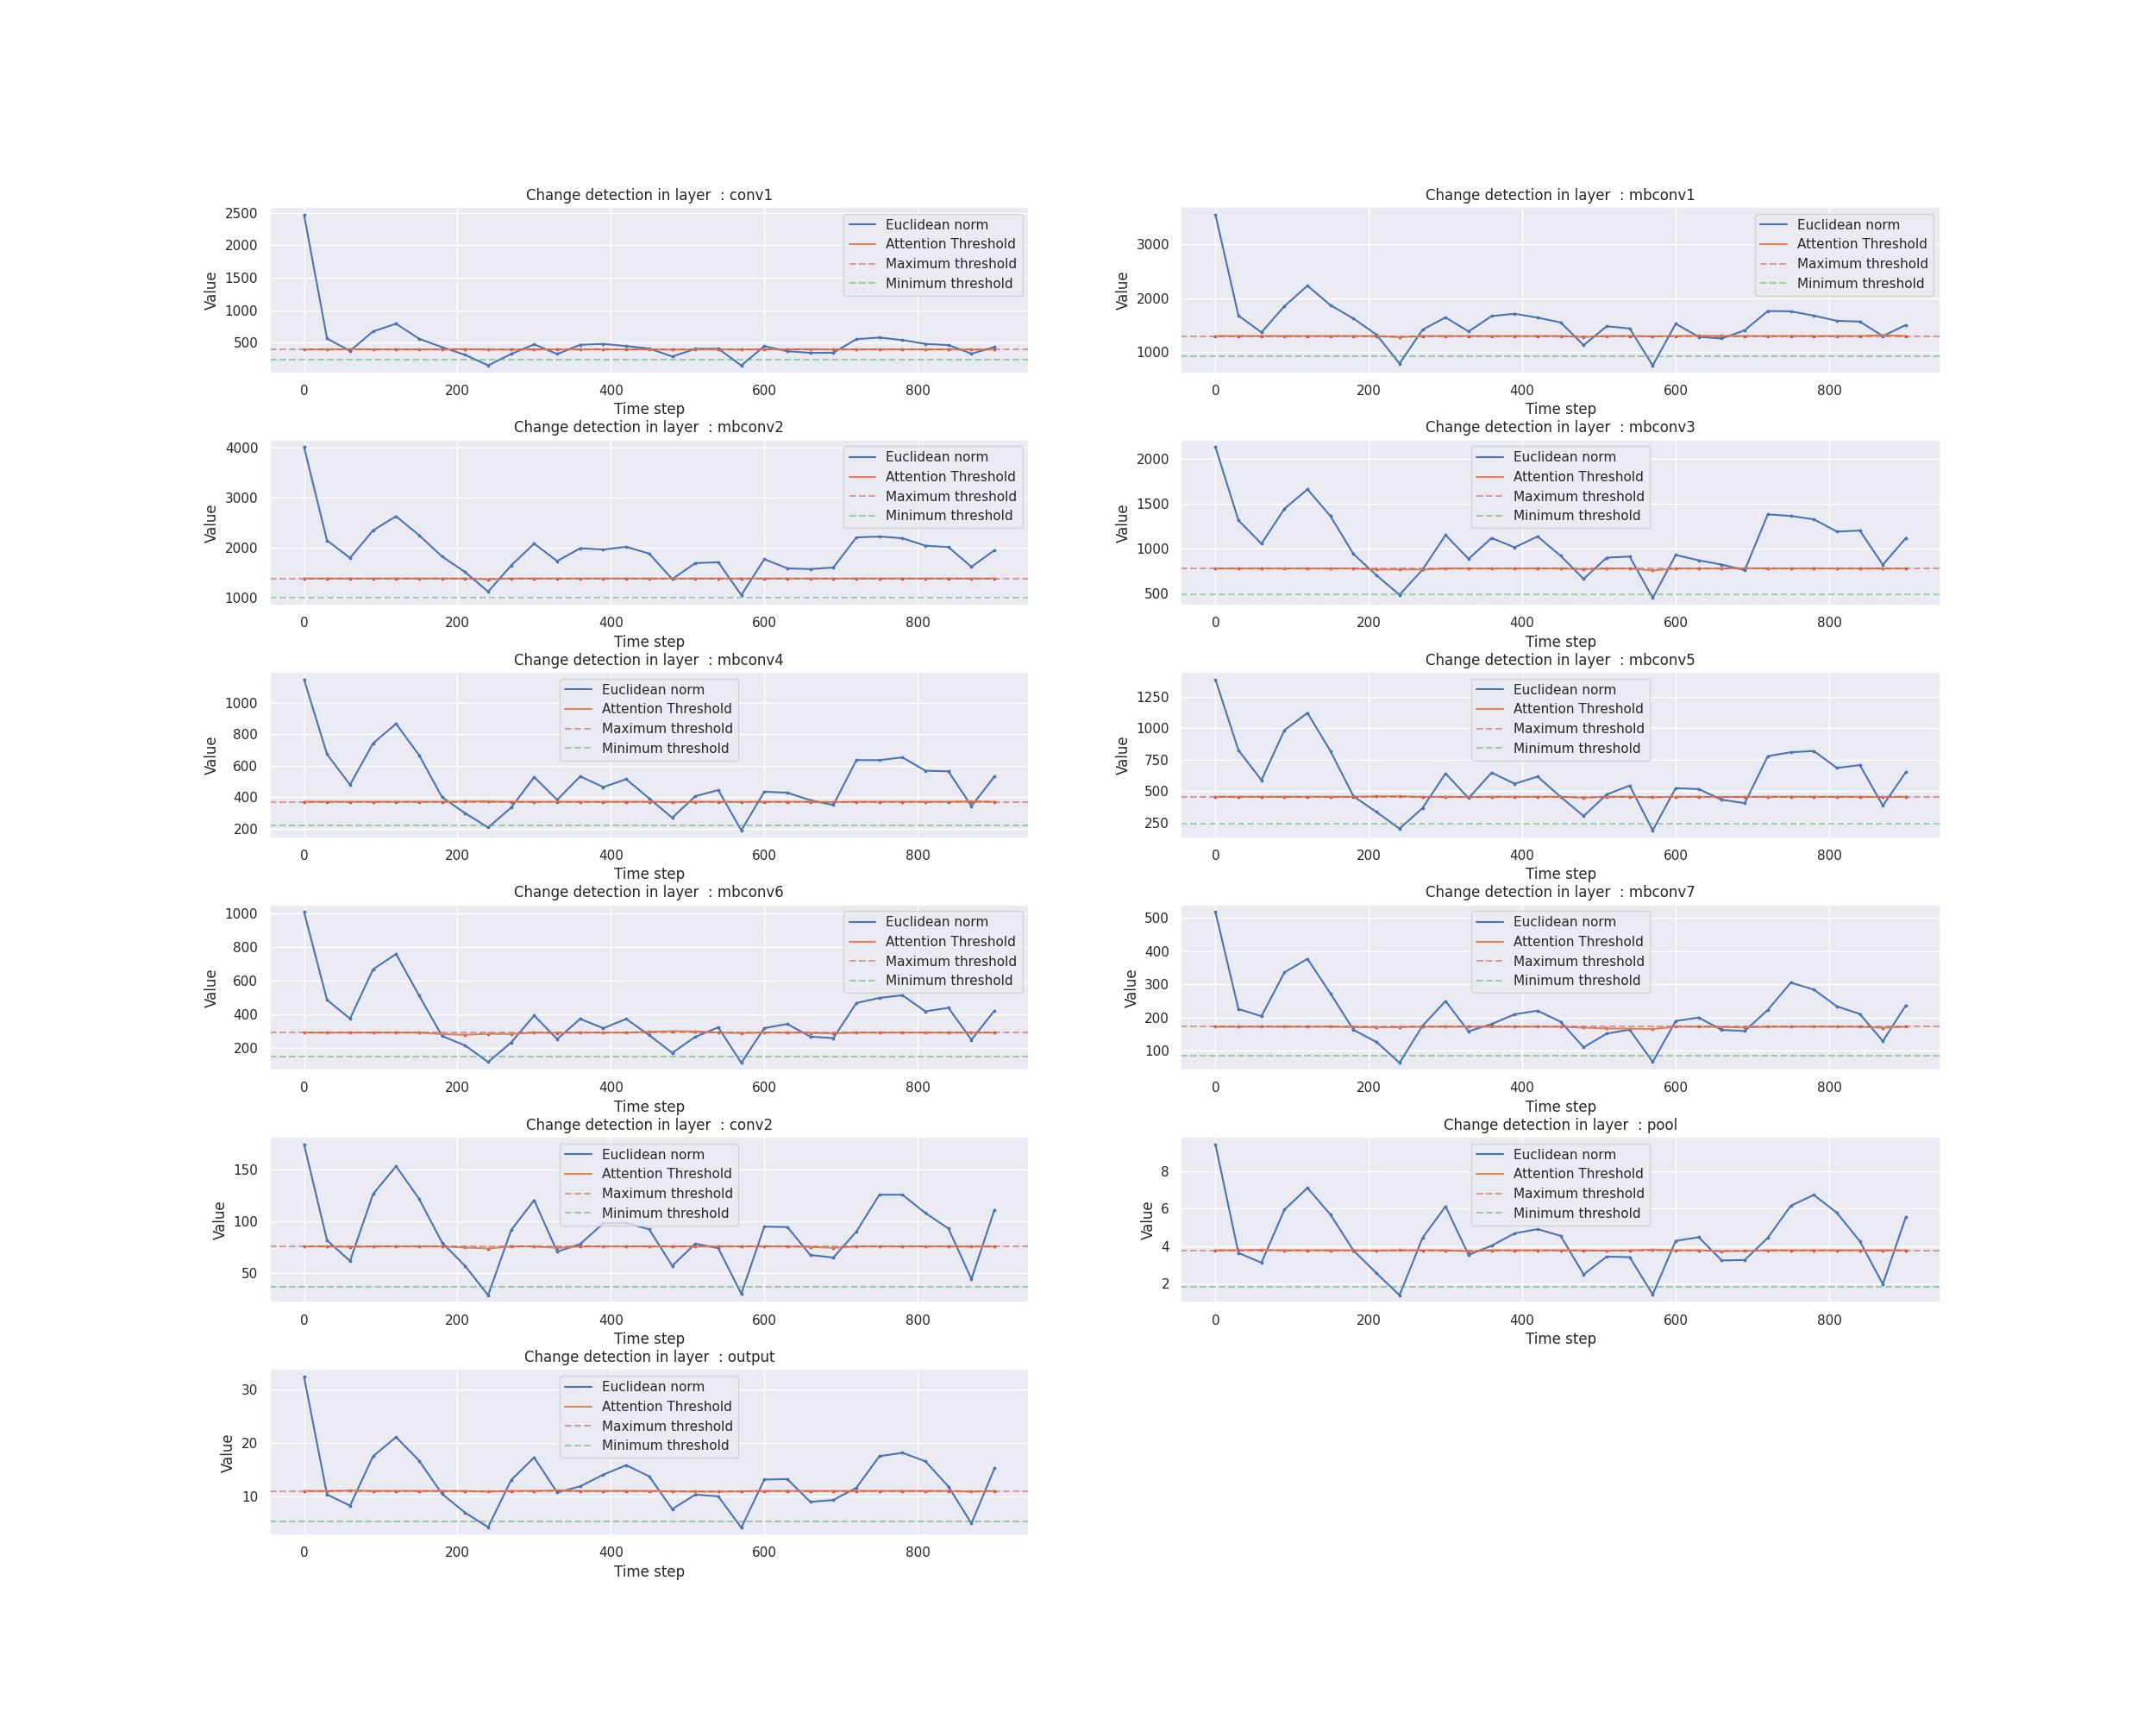 Change detection in layer  : conv1
Value
2500
2000
1500
1000
500
Euclidean norm
Attention Threshold
Maximum threshold
Minimum threshold
0 200 400 600 800
Time step
Change detection in layer  : mbconv1
Value
3000
2000
1000
Euclidean norm
Attention Threshold
Maximum threshold
Minimum threshold
0 200 400 600 800
Time step
Change detection in layer  : mbconv2
Value
4000
3000
2000
1000
Euclidean norm
Attention Threshold
Maximum threshold
Minimum threshold
0 200 400 600 800
Time step
Change detection in layer  : mbconv3
Value
2000
1500
1000
500
Euclidean norm
Attention Threshold
Maximum threshold
Minimum threshold
0 200 400 600 800
Time step
Change detection in layer  : mbconv4
Value
1000
800
600
400
200
Euclidean norm
Attention Threshold
Maximum threshold
Minimum threshold
0 200 400 600 800
Time step
Change detection in layer  : mbconv5
Value
1250
1000
750
500
250
Euclidean norm
Attention Threshold
Maximum threshold
Minimum threshold
0 200 400 600 800
Time step
Change detection in layer  : mbconv6
Value
1000
800
600
400
200
Euclidean norm
Attention Threshold
Maximum threshold
Minimum threshold
0 200 400 600 800
Time step
Change detection in layer  : mbconv7
Value
500
400
300
200
100
Euclidean norm
Attention Threshold
Maximum threshold
Minimum threshold
0 200 400 600 800
Time step
Change detection in layer  : conv2
Value
150
100
50
Euclidean norm
Attention Threshold
Maximum threshold
Minimum threshold
0 200 400 600 800
Time step
Change detection in layer  : pool
Value
8
6
4
2
Euclidean norm
Attention Threshold
Maximum threshold
Minimum threshold
0 200 400 600 800
Time step
Change detection in layer  : output
Value
30
20
10
Euclidean norm
Attention Threshold
Maximum threshold
Minimum threshold
0 200 400 600 800
Time step